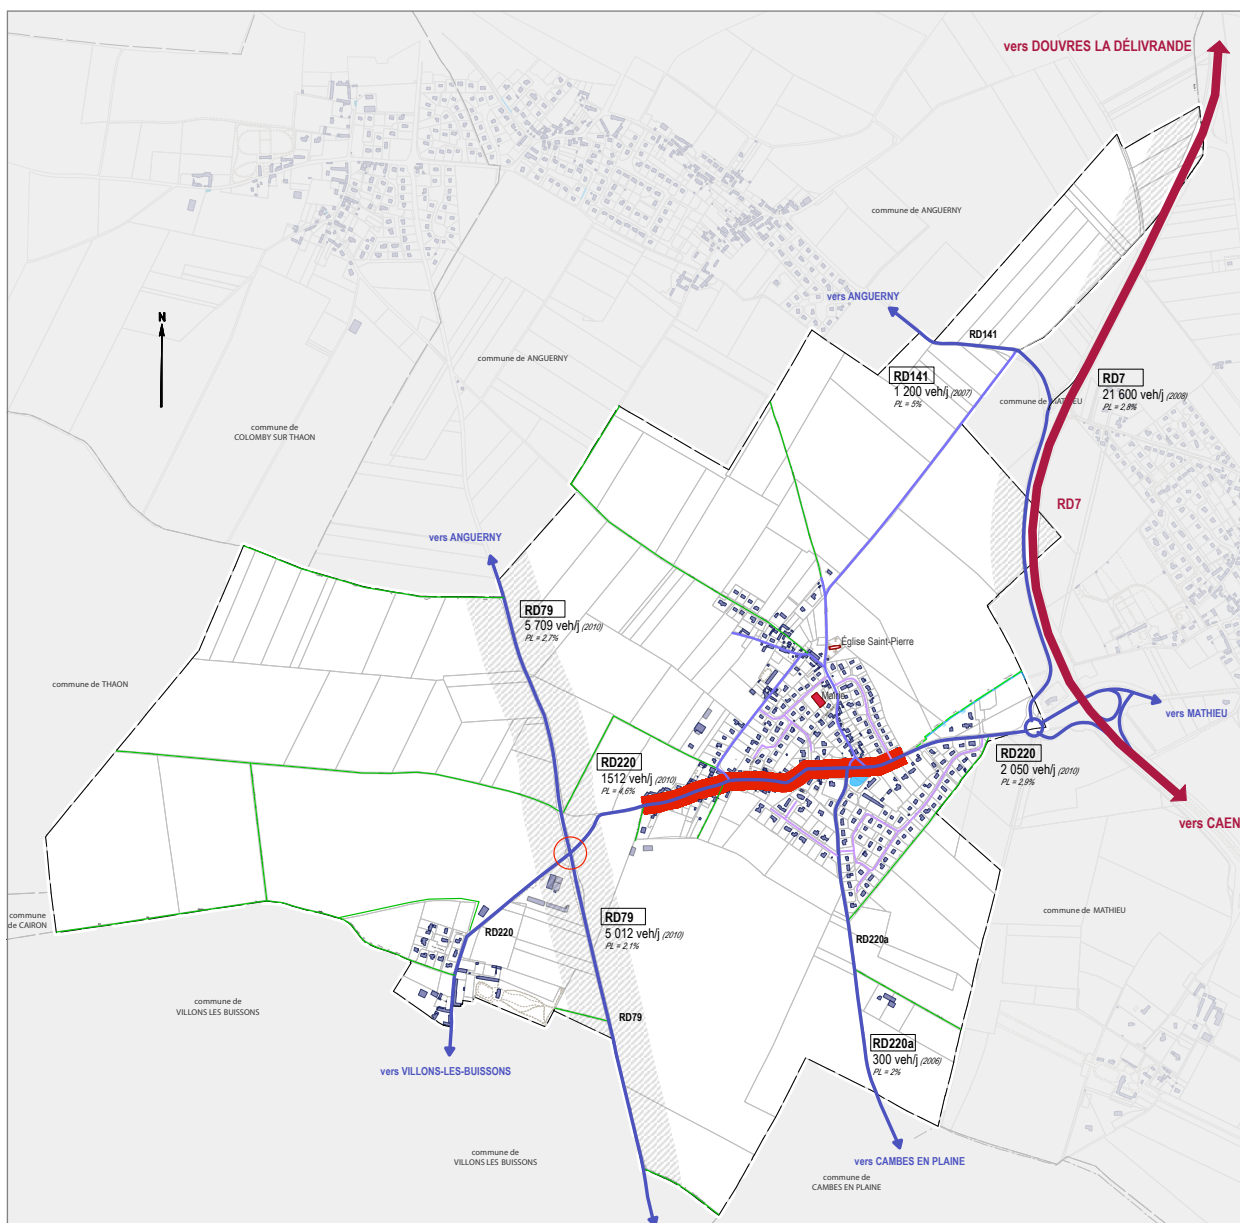 vers DOUVRES LA DÉLIVRANDE
commune de ANGUERNY
vers ANGUERNY
N
RD141
commune de ANGUERNY
RD141
1 200 veh/j (2007)
PL = 5%
RD7
21 600 veh/j (2008)
PL = 2,8%
commune de MATHIEU
commune de
COLOMBY SUR THAON
RD7
vers ANGUERNY
RD79
5 709 veh/j (2010)
PL = 2,7%
Église Saint-Pierre
commune de THAON
Mairie
vers MATHIEU
RD220
1512 veh/j (2010)
PL = 4,6%
RD220
2 050 veh/j (2010)
PL = 2,9%
vers CAEN
commune
de CAIRON
RD79
5 012 veh/j (2010)
PL = 2,1%
commune de MATHIEU
RD220
RD220a
commune de
VILLONS LES BUISSONS
RD79
RD220a
300 veh/j (2006)
PL = 2%
vers VILLONS-LES-BUISSONS
commune de
VILLONS LES BUISSONS
vers CAMBES EN PLAINE
commune de
CAMBES EN PLAINE